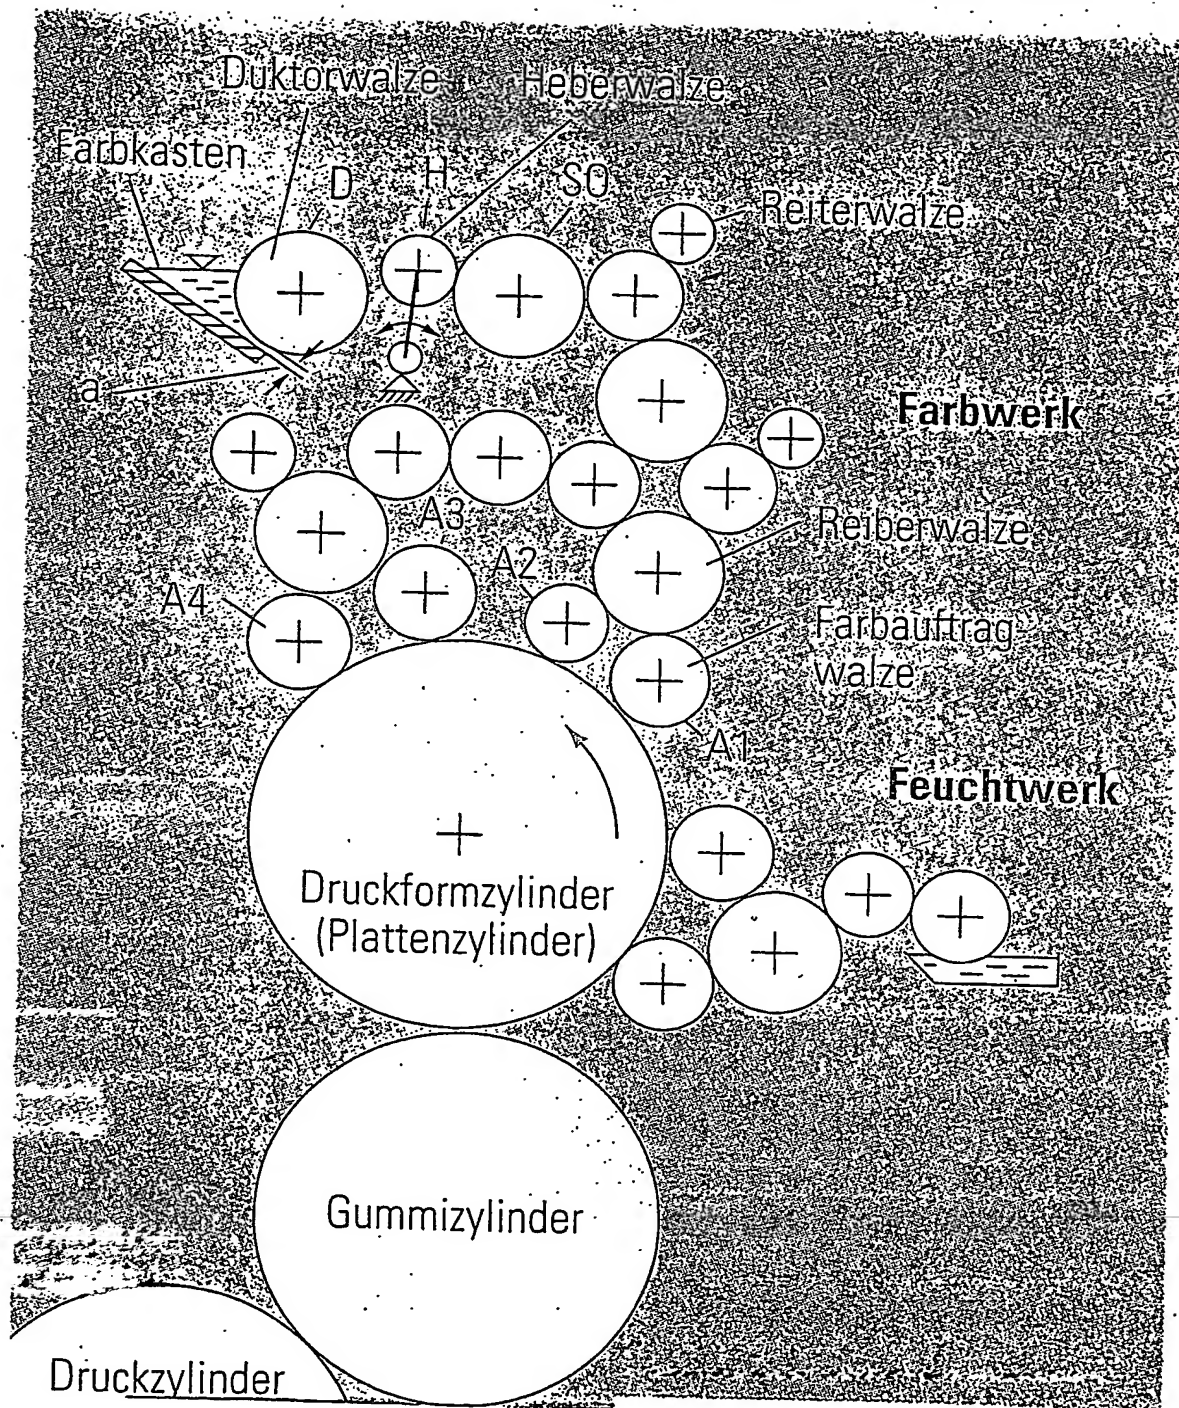 Duktorwalze Heberwalze
Farbkasten
D H SO
Reiterwalze
a
Farbwerk
A3
Reiberwalze
A2
A4
Farbauftrag
walze
A1
Feuchtwerk
Druckformzylinder
(Plattenzylinder)
Gummizylinder
Druckzylinder